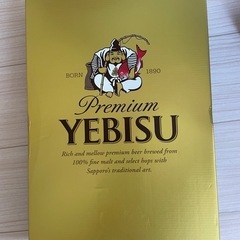 BORN 1890
Premium
YEBISU
Rich and mellow premium beer brewed from
100% fine malt and select hops with
Sapporo's traditional art.